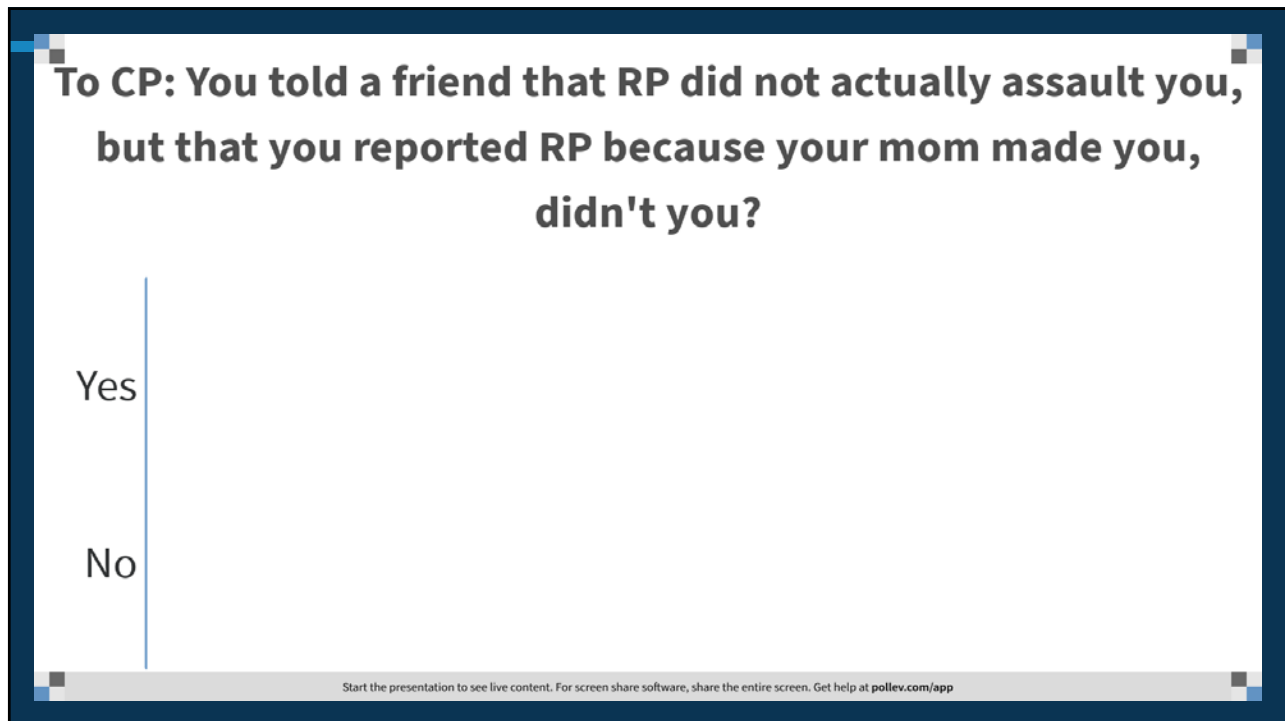 To CP: You told a friend that RP did not actually assault you,
but that you reported RP because your mom made you,
didn't you?
Yes
No
Start the presentation to see live content. For screen share software, share the entire screen. Get help at pollev.com/app